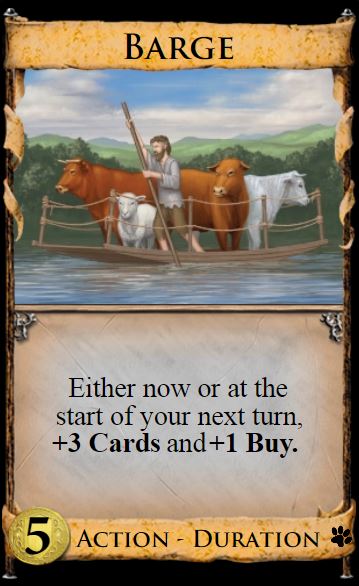 BARGE
Either now or at the
start of your next turn,
+3 Cards and +1 Buy.
5 ACTION - DURATION